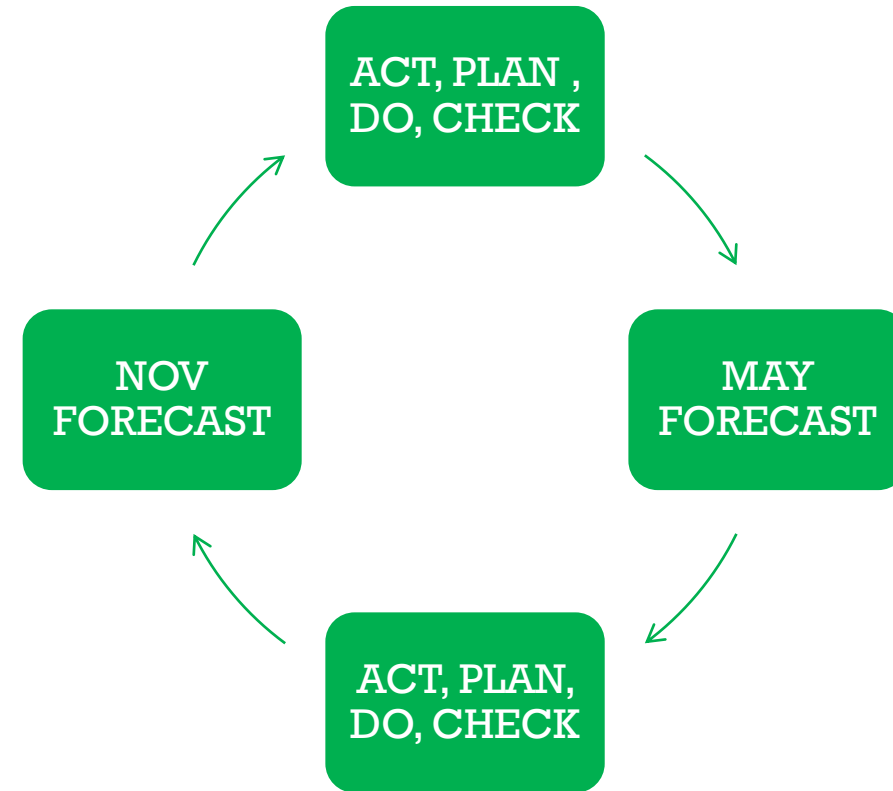 ACT, PLAN ,
DO, CHECK
MAY
FORECAST
ACT, PLAN,
DO, CHECK
NOV
FORECAST